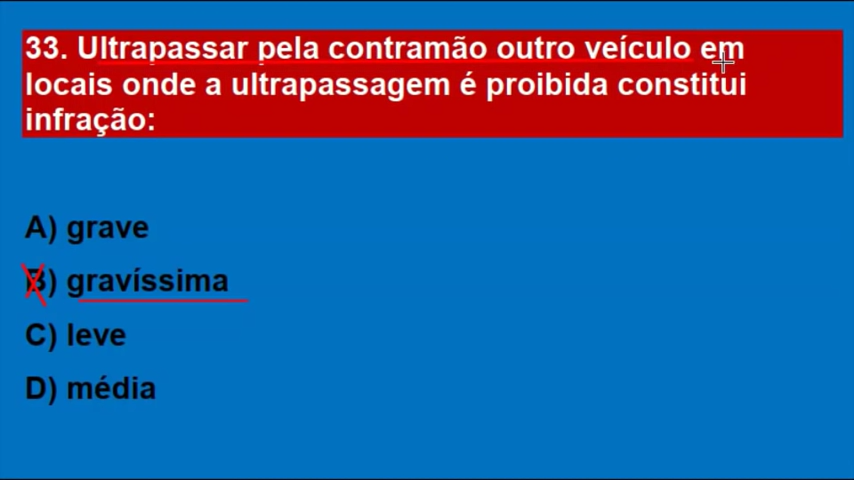 33. Ultrapassar pela contramão outro veículo em
locais onde a ultrapassagem é proibida constitui
infração:
A) grave
B) gravíssima
C) leve
D) média